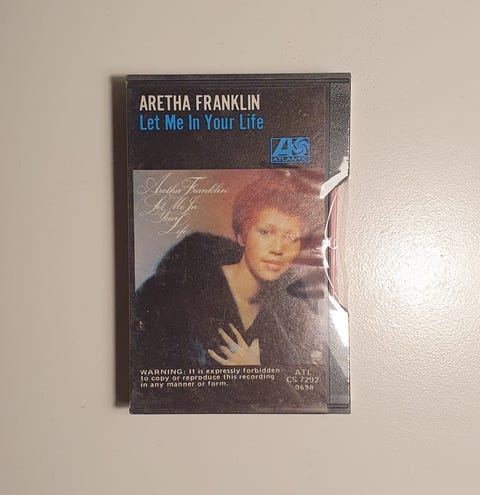 ARETHA FRANKLIN
Let Me In Your Life
ATLANTIC
Aretha Franklin
Let Me In
Your
Life
WARNING: It is expressly forbidden
to copy or reproduce this recording
in any manner or form.
ATL
CS 7292
0698